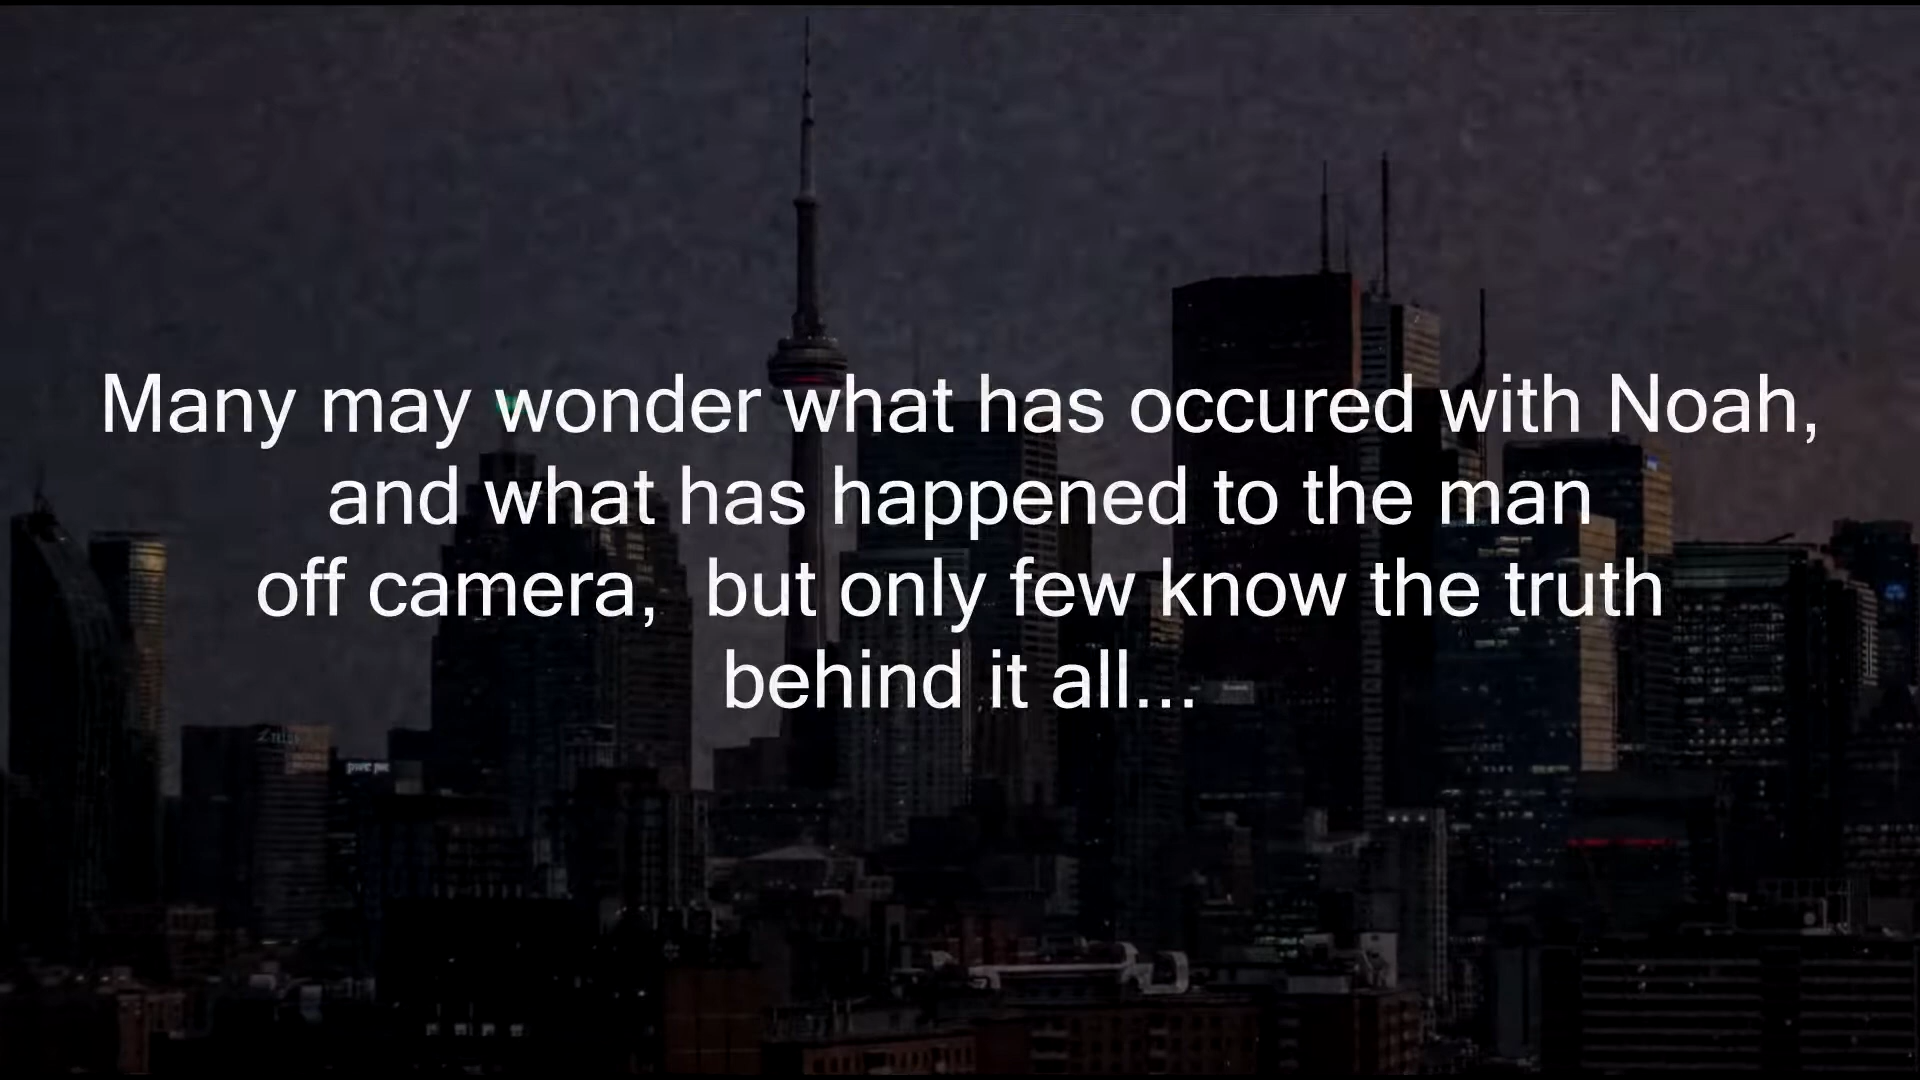 Many may wonder what has occured with Noah,
and what has happened to the man
off camera,  but only few know the truth
behind it all...